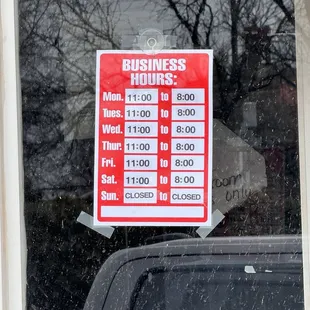 BUSINESS
HOURS:
Mon. 11:00 to 8:00
Tues. 11:00 to 8:00
Wed. 11:00 to 8:00
Thur. 11:00 to 8:00
Fri. 11:00 to 8:00
Sat. 11:00 to 8:00
Sun. CLOSED to CLOSED
only